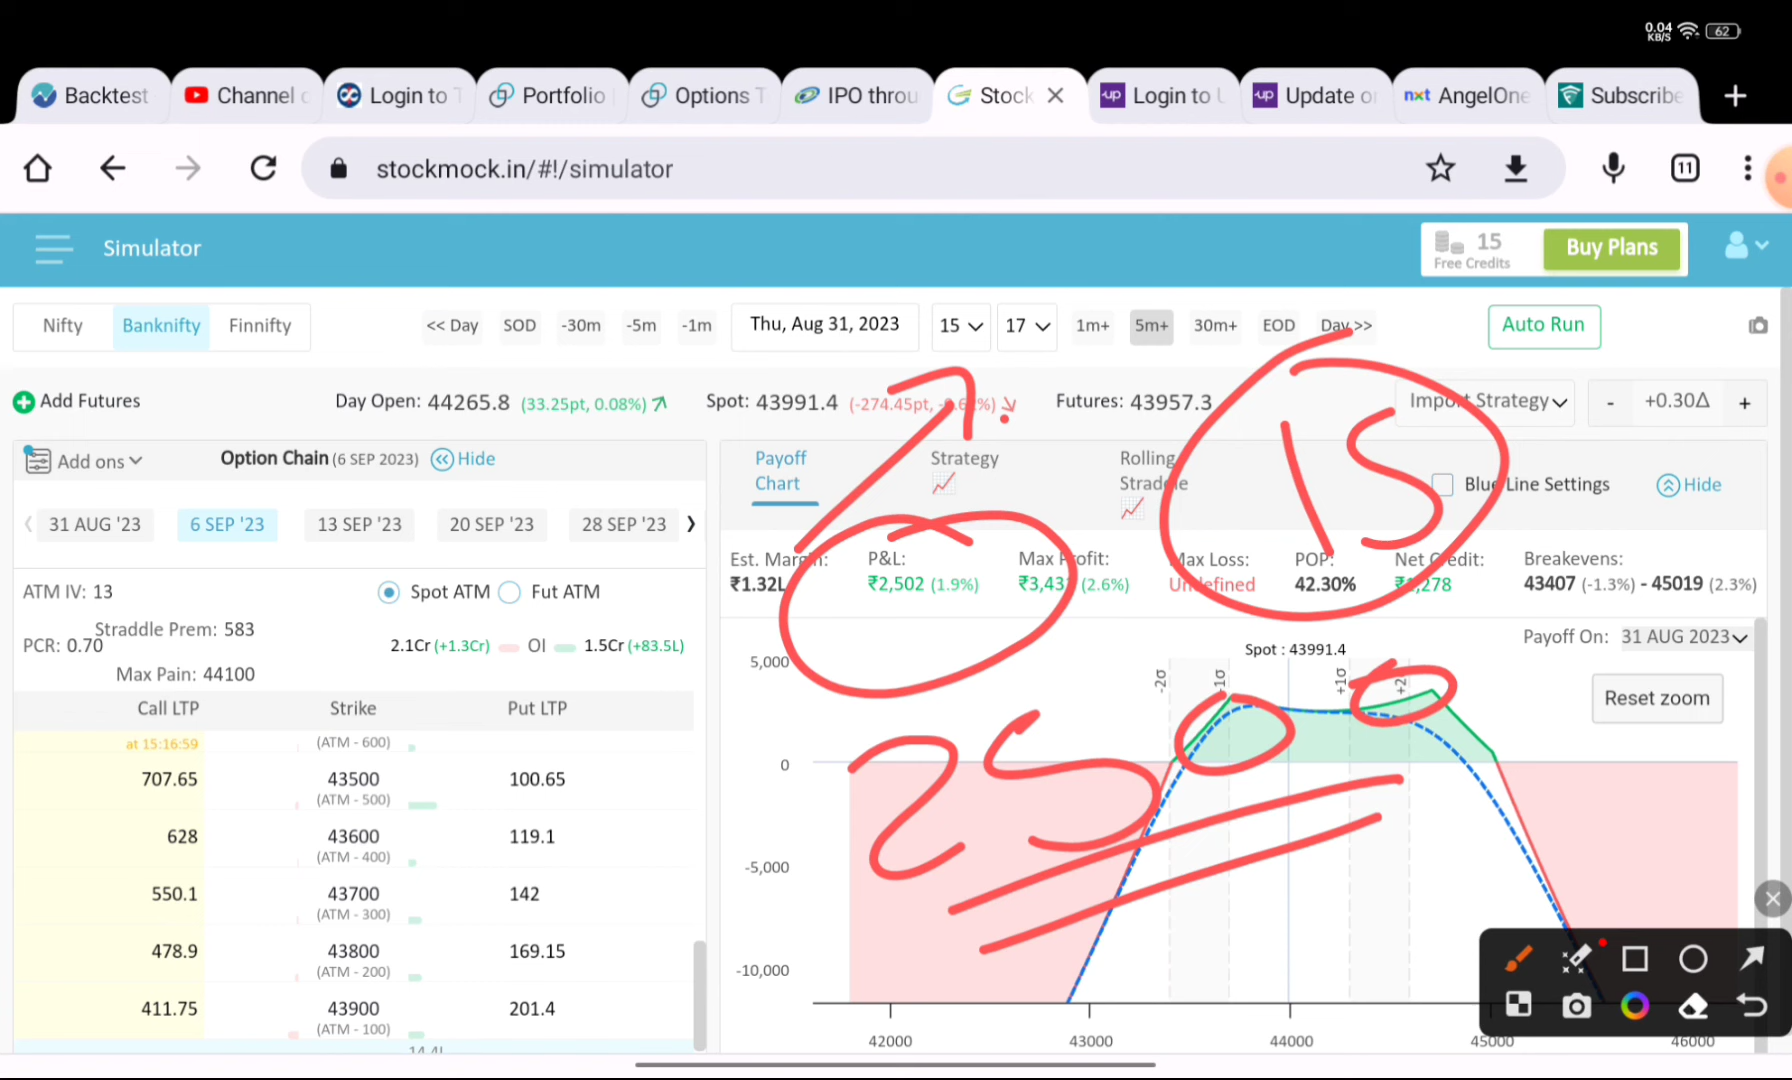 0.04
KB/S
62
Backtest
Channel c
Login to T
Portfolio
Options T
IPO throu
Stock
Login to U
Update or
nxt AngelOne
Subscribe
stockmock.in/#!/simulator
11
Simulator
15
Free Credits
Buy Plans
Nifty Banknifty Finnifty
<< Day SOD -30m -5m -1m Thu, Aug 31, 2023 15 17 1m+ 5m+ 30m+ EOD Day >>
Auto Run
Add Futures
Day Open: 44265.8 (33.25pt, 0.08%)
Spot: 43991.4 (-274.45pt,
Futures: 43957.3
Import Strategy
- +0.30Δ +
Add ons
Option Chain (6 SEP 2023) Hide
31 AUG '23 6 SEP '23 13 SEP '23 20 SEP '23 28 SEP '23
ATM IV: 13
Spot ATM Fut ATM
Straddle Prem: 583
PCR: 0.70
2.1Cr (+1.3Cr) OI 1.5Cr (+83.5L)
Max Pain: 44100
Call LTP Strike Put LTP
at 15:16:59 (ATM - 600)
707.65 43500 100.65
(ATM - 500)
628 43600 119.1
(ATM - 400)
550.1 43700 142
(ATM - 300)
478.9 43800 169.15
(ATM - 200)
411.75 43900 201.4
(ATM - 100)
Payoff
Chart
Strategy
Rolling
Straddle
Blue Line Settings
Hide
Est. Margin: P&L: Max Profit: Max Loss: POP: Net Credit: Breakevens:
₹1.32L ₹2,502 (1.9%) (2.6%) Undefined 42.30% 43407 (-1.3%) - 45019 (2.3%)
Payoff On: 31 AUG 2023
Spot : 43991.4
-2σ -1σ +1σ
Reset zoom
5,000
0
-5,000
-10,000
42000 43000 44000 45000 46000
15
25